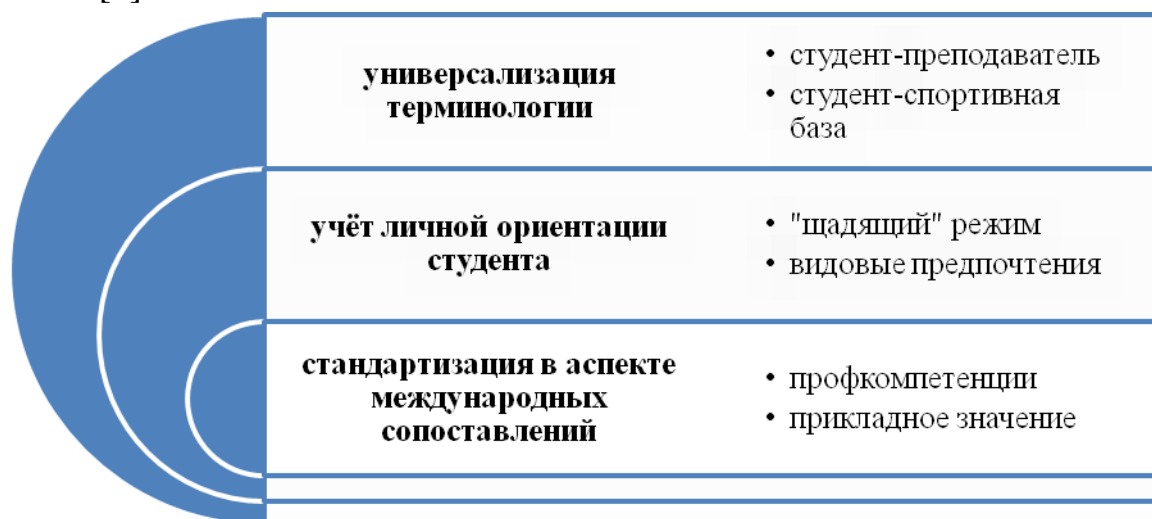 универсализация
терминологии
• студент-преподаватель
• студент-спортивная
база
учёт личной ориентации
студента
• "щадящий" режим
• видовые предпочтения
стандартизация в аспекте
международных
сопоставлений
• профкомпетенции
• прикладное значение